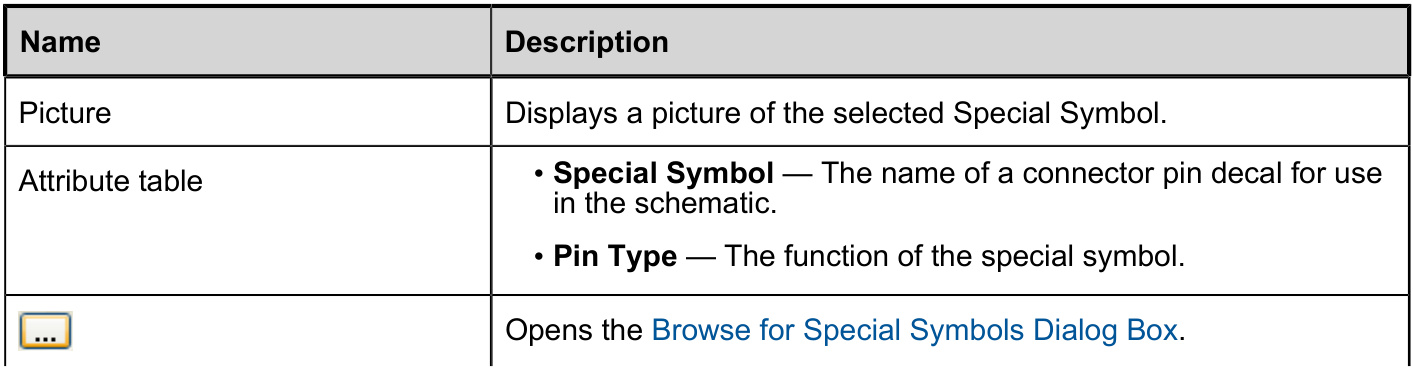 Name Description
Picture Displays a picture of the selected Special Symbol.
Attribute table • Special Symbol — The name of a connector pin decal for use
in the schematic.
• Pin Type — The function of the special symbol.
... Opens the Browse for Special Symbols Dialog Box.